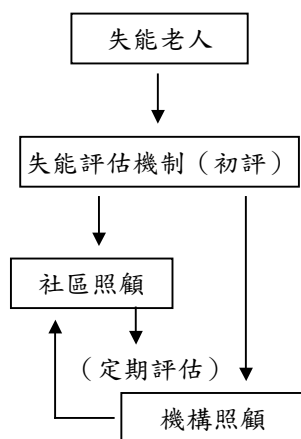 失能老人
失能評估機制（初評）
社區照顧
（定期評估）
機構照顧